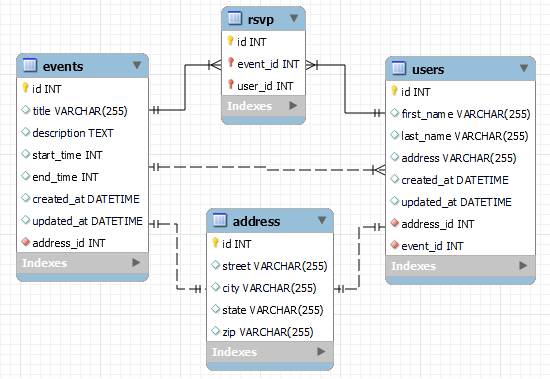 rsvp
id INT
event_id INT
user_id INT
Indexes
events
id INT
title VARCHAR(255)
description TEXT
start_time INT
end_time INT
created_at DATETIME
updated_at DATETIME
address_id INT
Indexes
users
id INT
first_name VARCHAR(255)
last_name VARCHAR(255)
address VARCHAR(255)
created_at DATETIME
updated_at DATETIME
address_id INT
event_id INT
Indexes
address
id INT
street VARCHAR(255)
city VARCHAR(255)
state VARCHAR(255)
zip VARCHAR(255)
Indexes